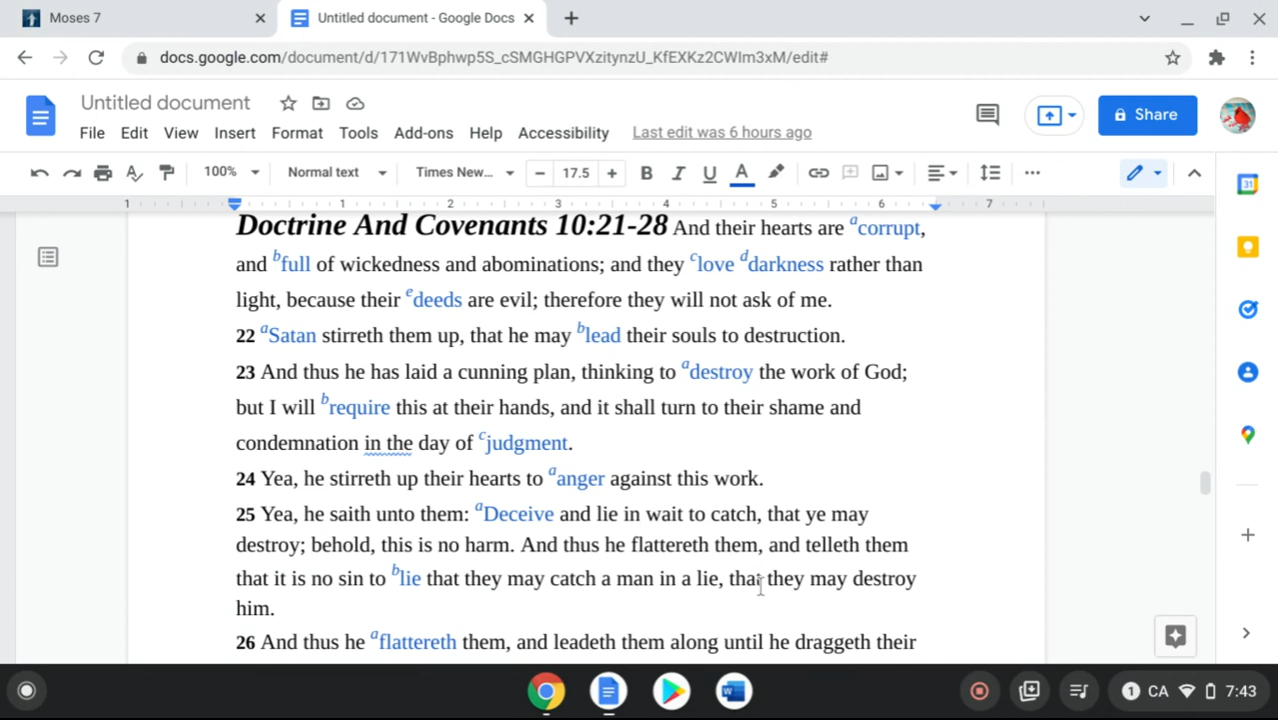 Moses 7
Untitled document - Google Docs
docs.google.com/document/d/171WvBphwp5S_cSMGHGPVXzitynzU_KfEXKz2CWIm3xM/edit#
Untitled document
File Edit View Insert Format Tools Add-ons Help Accessibility Last edit was 6 hours ago
Share
100% Normal text Times New... − 17.5 + B I U A
1 1 2 3 4 5 6 7
Doctrine And Covenants 10:21-28 And their hearts are a corrupt,
and b full of wickedness and abominations; and they c love d darkness rather than
light, because their e deeds are evil; therefore they will not ask of me.
22 a Satan stirreth them up, that he may b lead their souls to destruction.
23 And thus he has laid a cunning plan, thinking to a destroy the work of God;
but I will b require this at their hands, and it shall turn to their shame and
condemnation in the day of c judgment.
24 Yea, he stirreth up their hearts to a anger against this work.
25 Yea, he saith unto them: a Deceive and lie in wait to catch, that ye may
destroy; behold, this is no harm. And thus he flattereth them, and telleth them
that it is no sin to b lie that they may catch a man in a lie, that they may destroy
him.
26 And thus he a flattereth them, and leadeth them along until he draggeth their
31
1 CA 7:43